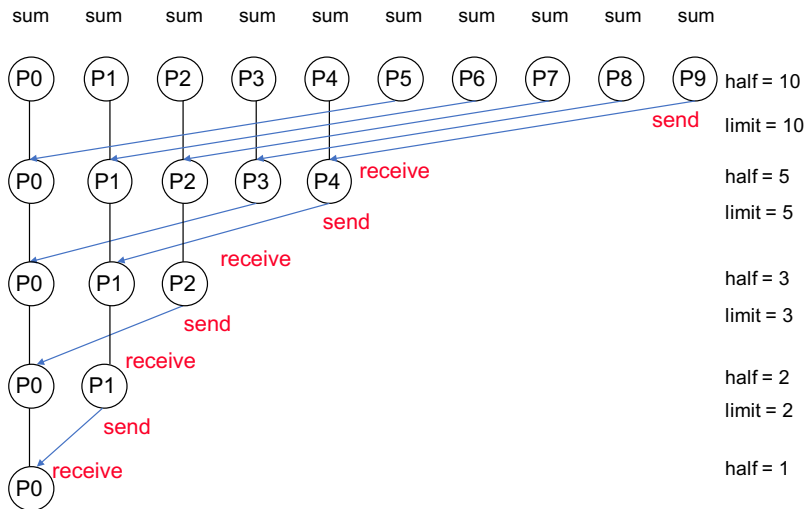 sum sum sum sum sum sum sum sum sum sum
P0 P1 P2 P3 P4 P5 P6 P7 P8 P9 half = 10
send limit = 10
receive
P0 P1 P2 P3 P4 half = 5
send limit = 5
receive
P0 P1 P2 half = 3
send limit = 3
receive
P0 P1 half = 2
send limit = 2
receive half = 1
P0